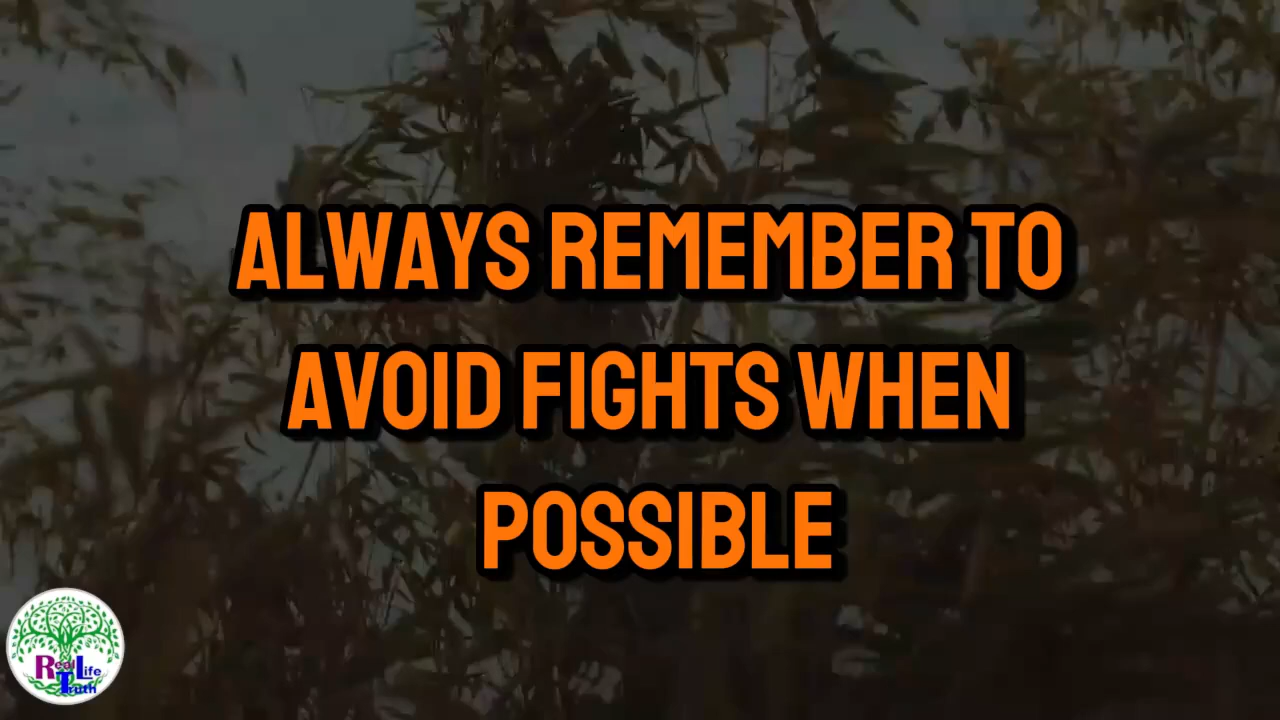 ALWAYS REMEMBER TO
AVOID FIGHTS WHEN
POSSIBLE
Real Life
Truth